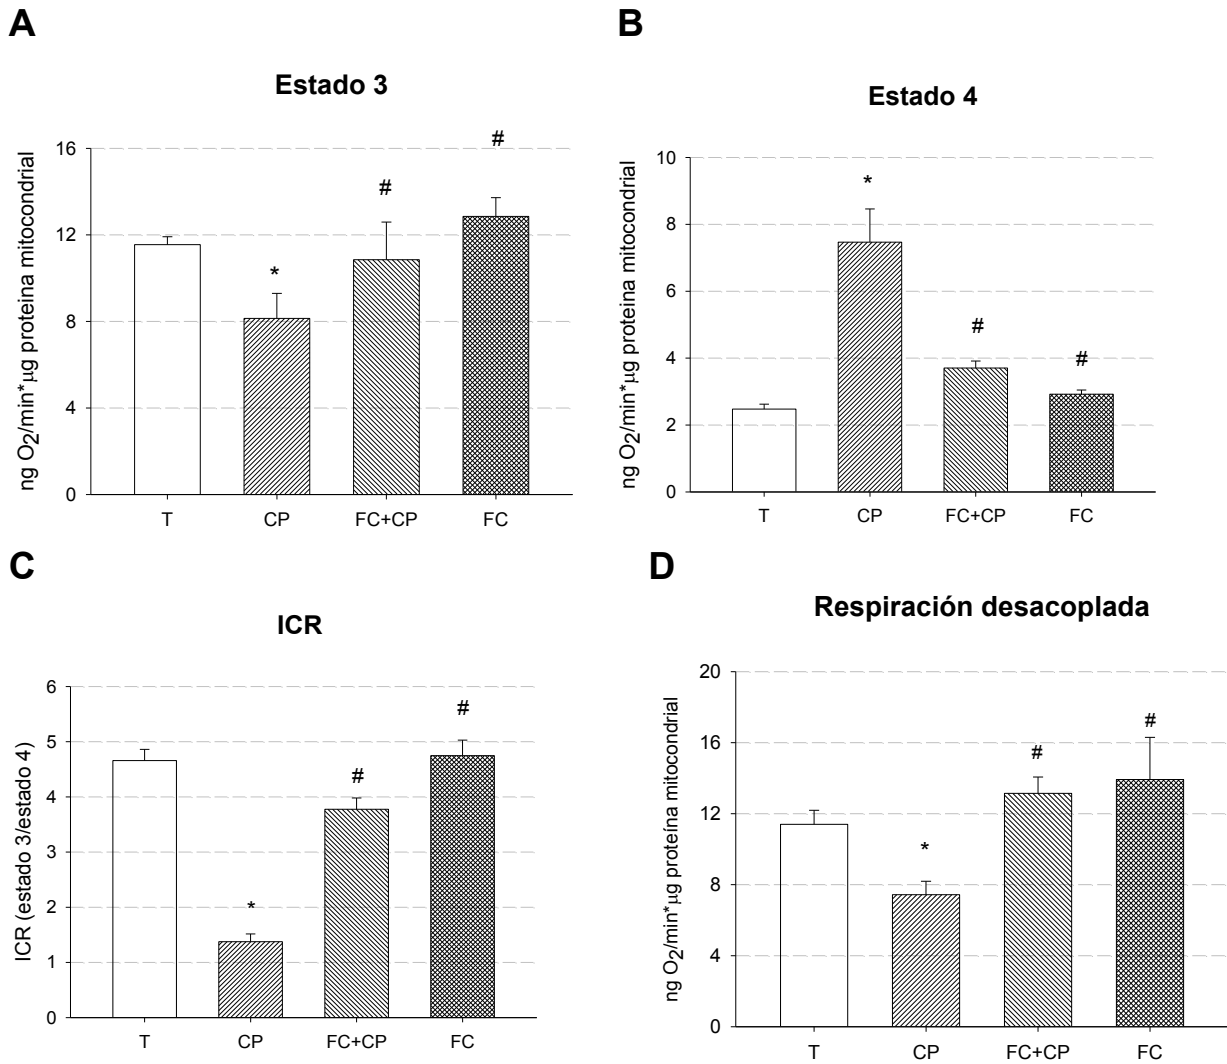 A
Estado 3
ng O2/min*µg proteína mitocondrial
16
12
8
4
0
*
#
#
T CP FC+CP FC
B
Estado 4
ng O2/min*µg proteína mitocondrial
10
8
6
4
2
0
*
#
#
T CP FC+CP FC
C
ICR
ICR (estado 3/estado 4)
6
5
4
3
2
1
0
*
#
#
T CP FC+CP FC
D
Respiración desacoplada
ng O2/min*µg proteína mitocondrial
20
16
12
8
4
0
*
#
#
T CP FC+CP FC